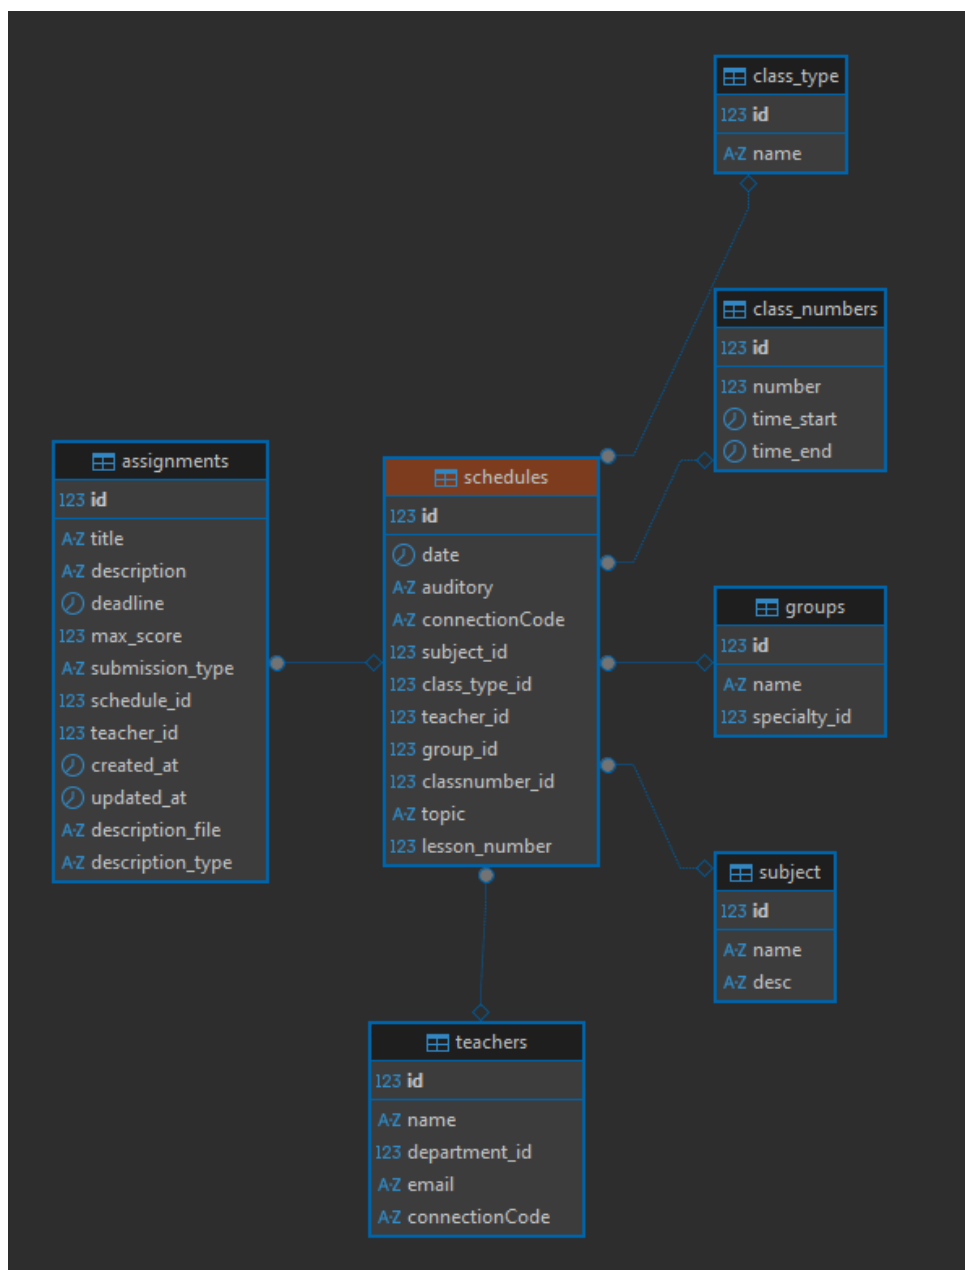 class_type
123 id
A-Z name
class_numbers
123 id
123 number
time_start
time_end
assignments
123 id
A-Z title
A-Z description
deadline
123 max_score
A-Z submission_type
123 schedule_id
123 teacher_id
created_at
updated_at
A-Z description_file
A-Z description_type
schedules
123 id
date
A-Z auditory
A-Z connectionCode
123 subject_id
123 class_type_id
123 teacher_id
123 group_id
123 classnumber_id
A-Z topic
123 lesson_number
groups
123 id
A-Z name
123 specialty_id
subject
123 id
A-Z name
A-Z desc
teachers
123 id
A-Z name
123 department_id
A-Z email
A-Z connectionCode